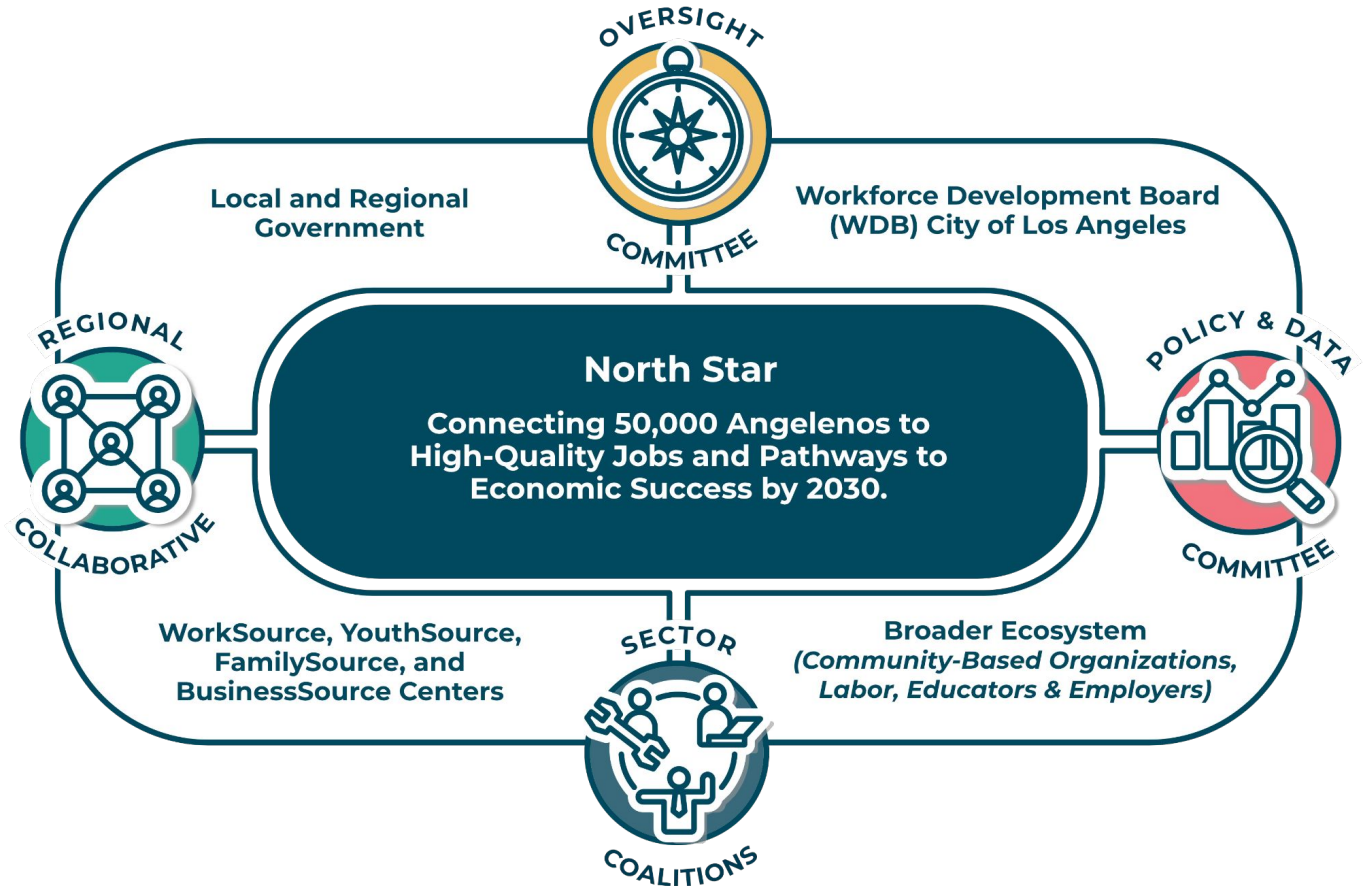 OVERSIGHT
COMMITTEE
Local and Regional
Government
Workforce Development Board
(WDB) City of Los Angeles
REGIONAL
COLLABORATIVE
North Star
Connecting 50,000 Angelenos to
High-Quality Jobs and Pathways to
Economic Success by 2030.
POLICY & DATA
COMMITTEE
WorkSource, YouthSource,
FamilySource, and
BusinessSource Centers
SECTOR
COALITIONS
Broader Ecosystem
(Community-Based Organizations,
Labor, Educators & Employers)